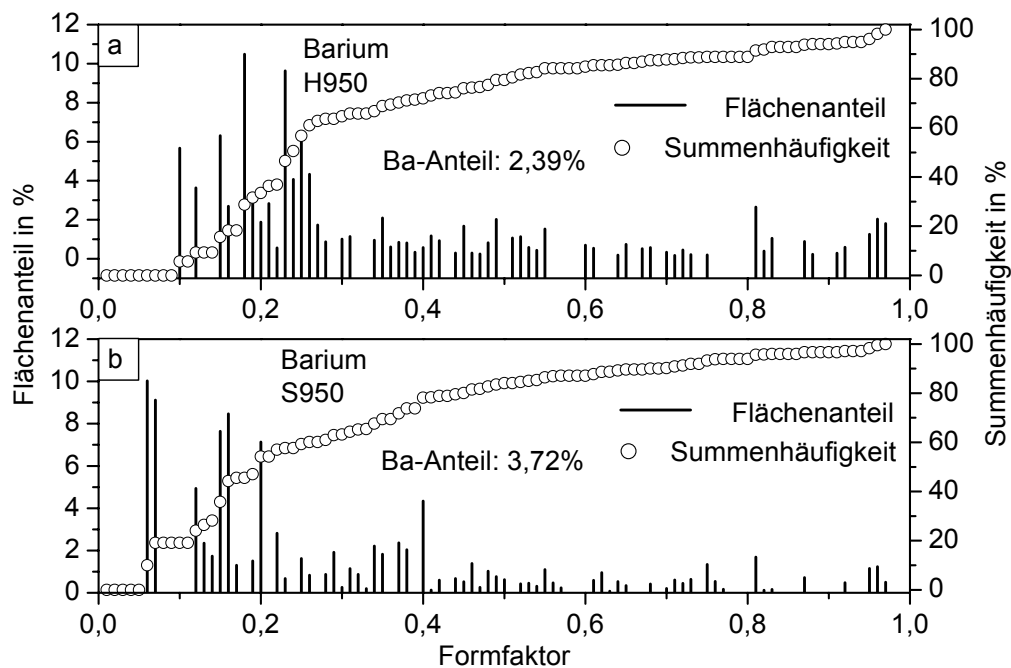 a
Barium
H950
Flächenanteil
Summenhäufigkeit
Ba-Anteil: 2,39%
12
10
8
6
4
2
0
100
80
60
40
20
0
0,0 0,2 0,4 0,6 0,8 1,0
b
Barium
S950
Flächenanteil
Summenhäufigkeit
Ba-Anteil: 3,72%
12
10
8
6
4
2
0
100
80
60
40
20
0
0,0 0,2 0,4 0,6 0,8 1,0
Formfaktor
Flächenanteil in %
Summenhäufigkeit in %